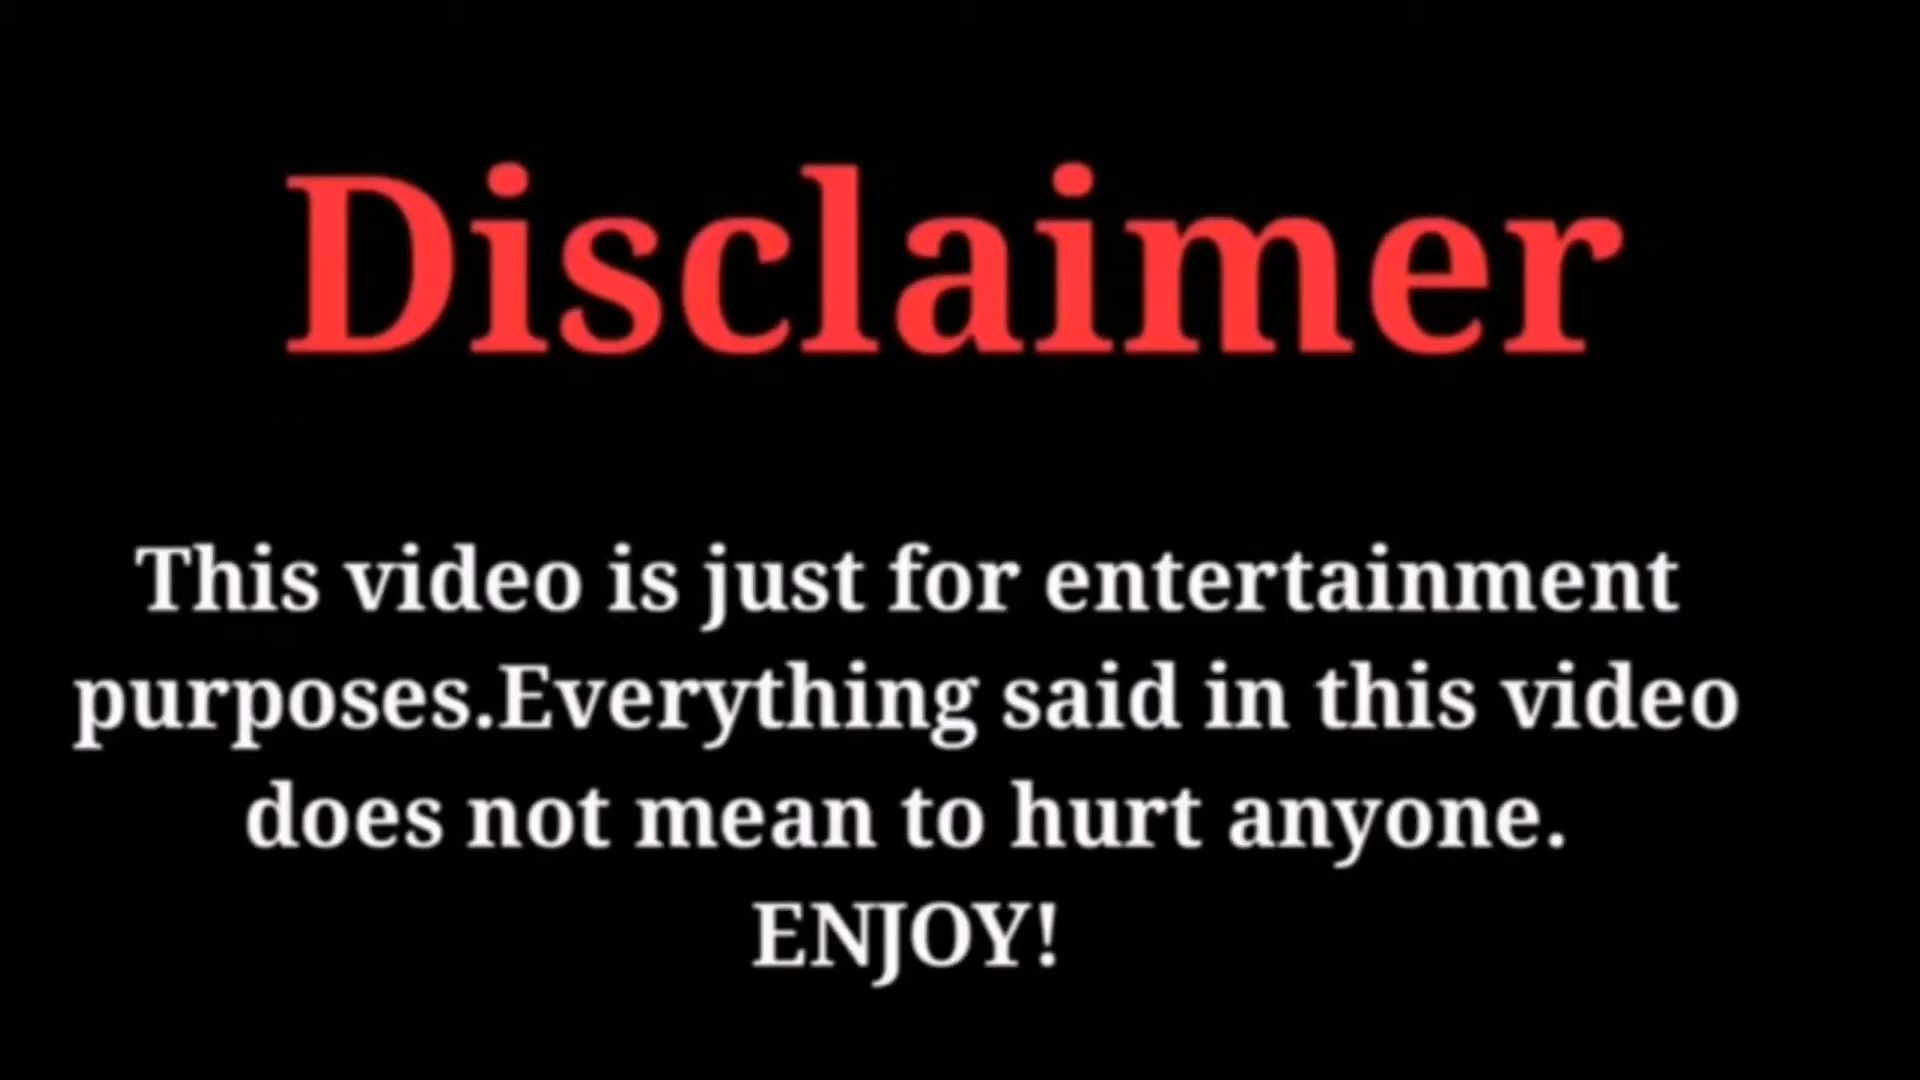 Disclaimer
This video is just for entertainment
purposes.Everything said in this video
does not mean to hurt anyone.
ENJOY!